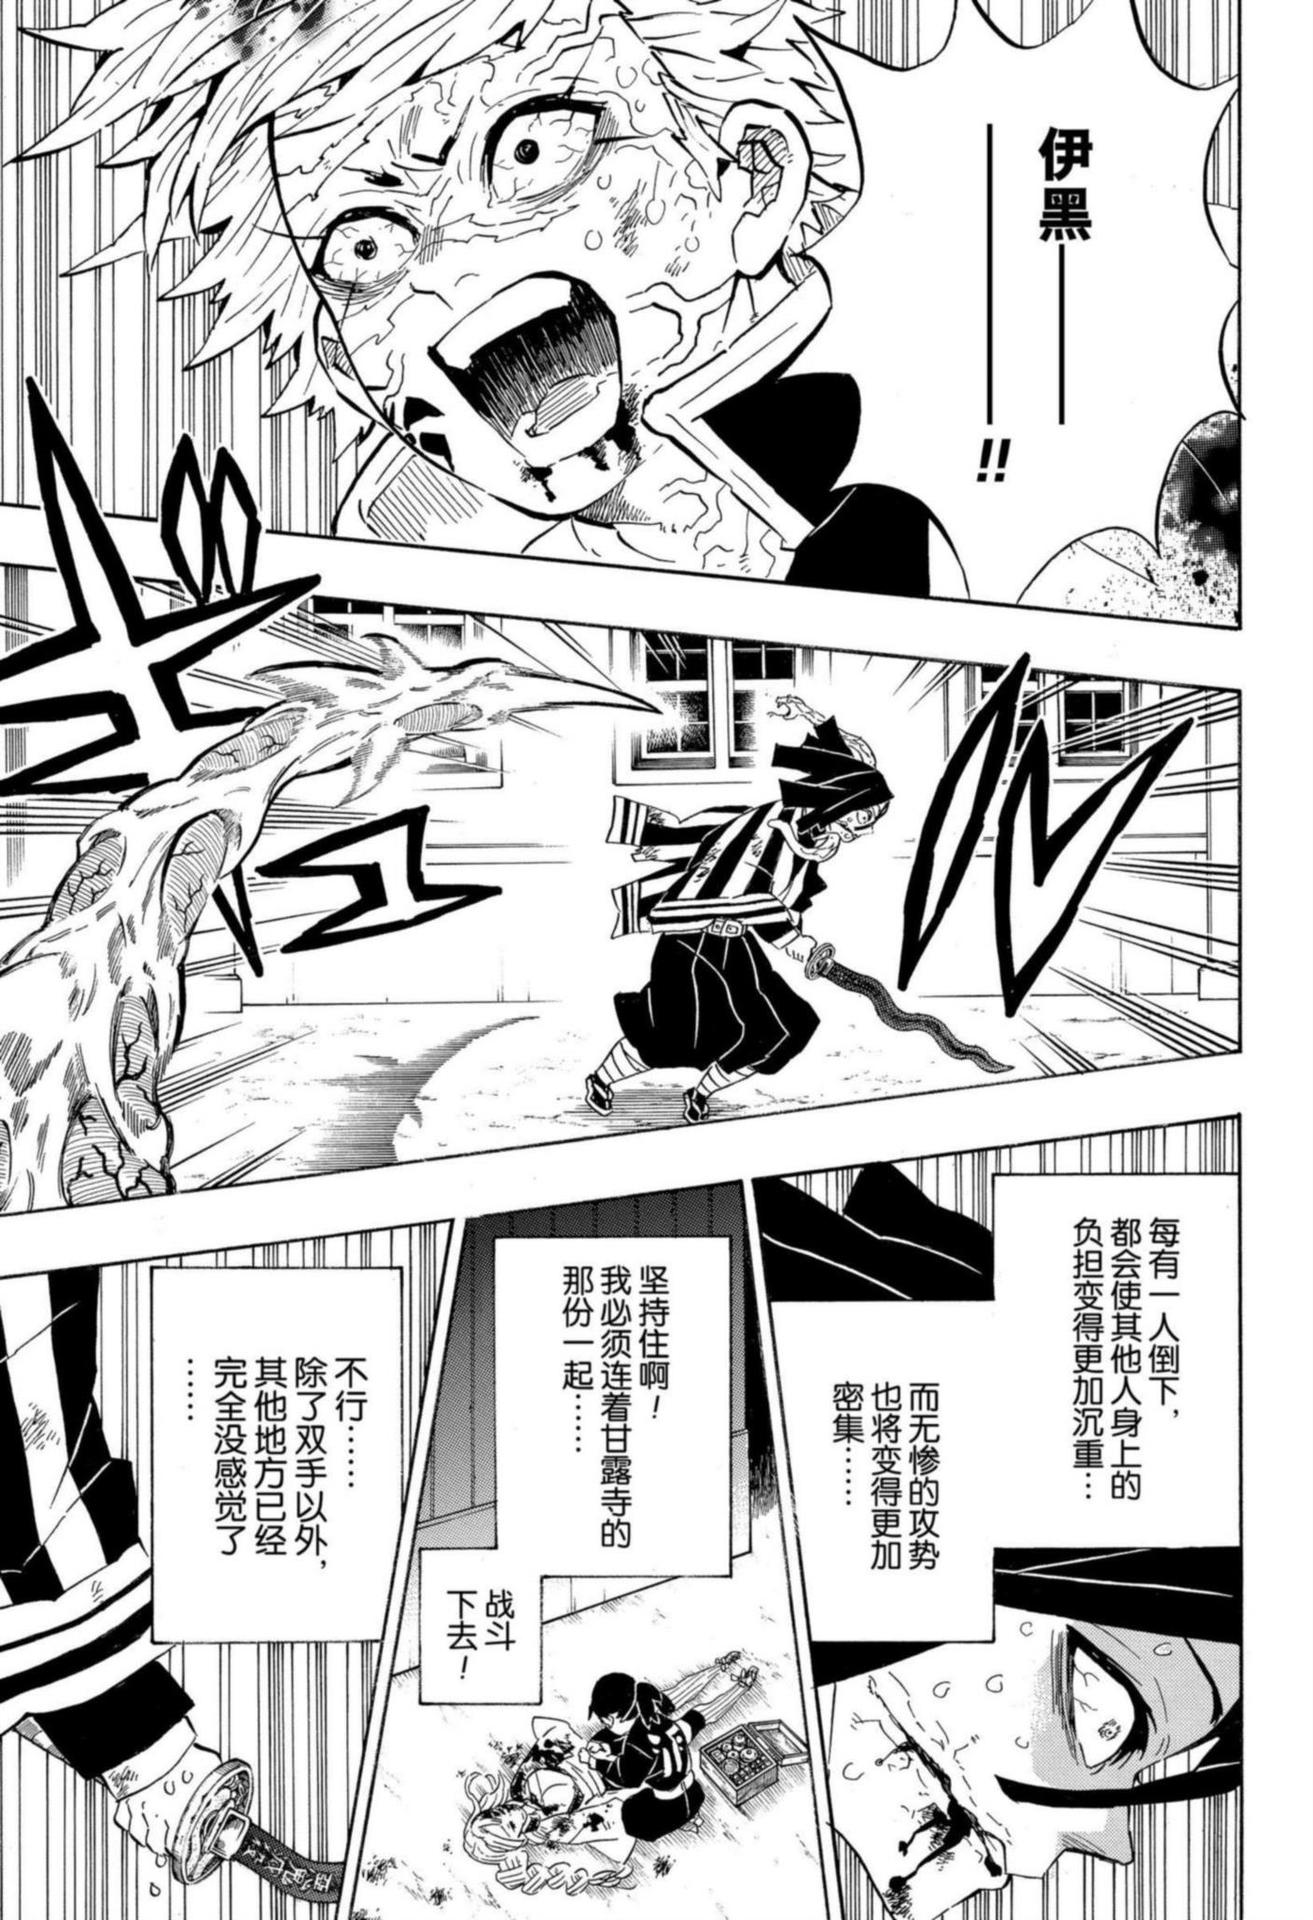 伊黑——
——!!
每有一人倒下，
都会使其他人身上的
负担变得更加沉重…
而无惨的攻势
也将变得更加
密集……
坚持住啊！
我必须连着甘露寺的
那份一起……
战斗
下去！
不行……
除了双手以外，
其他地方已经
完全没感觉了
……